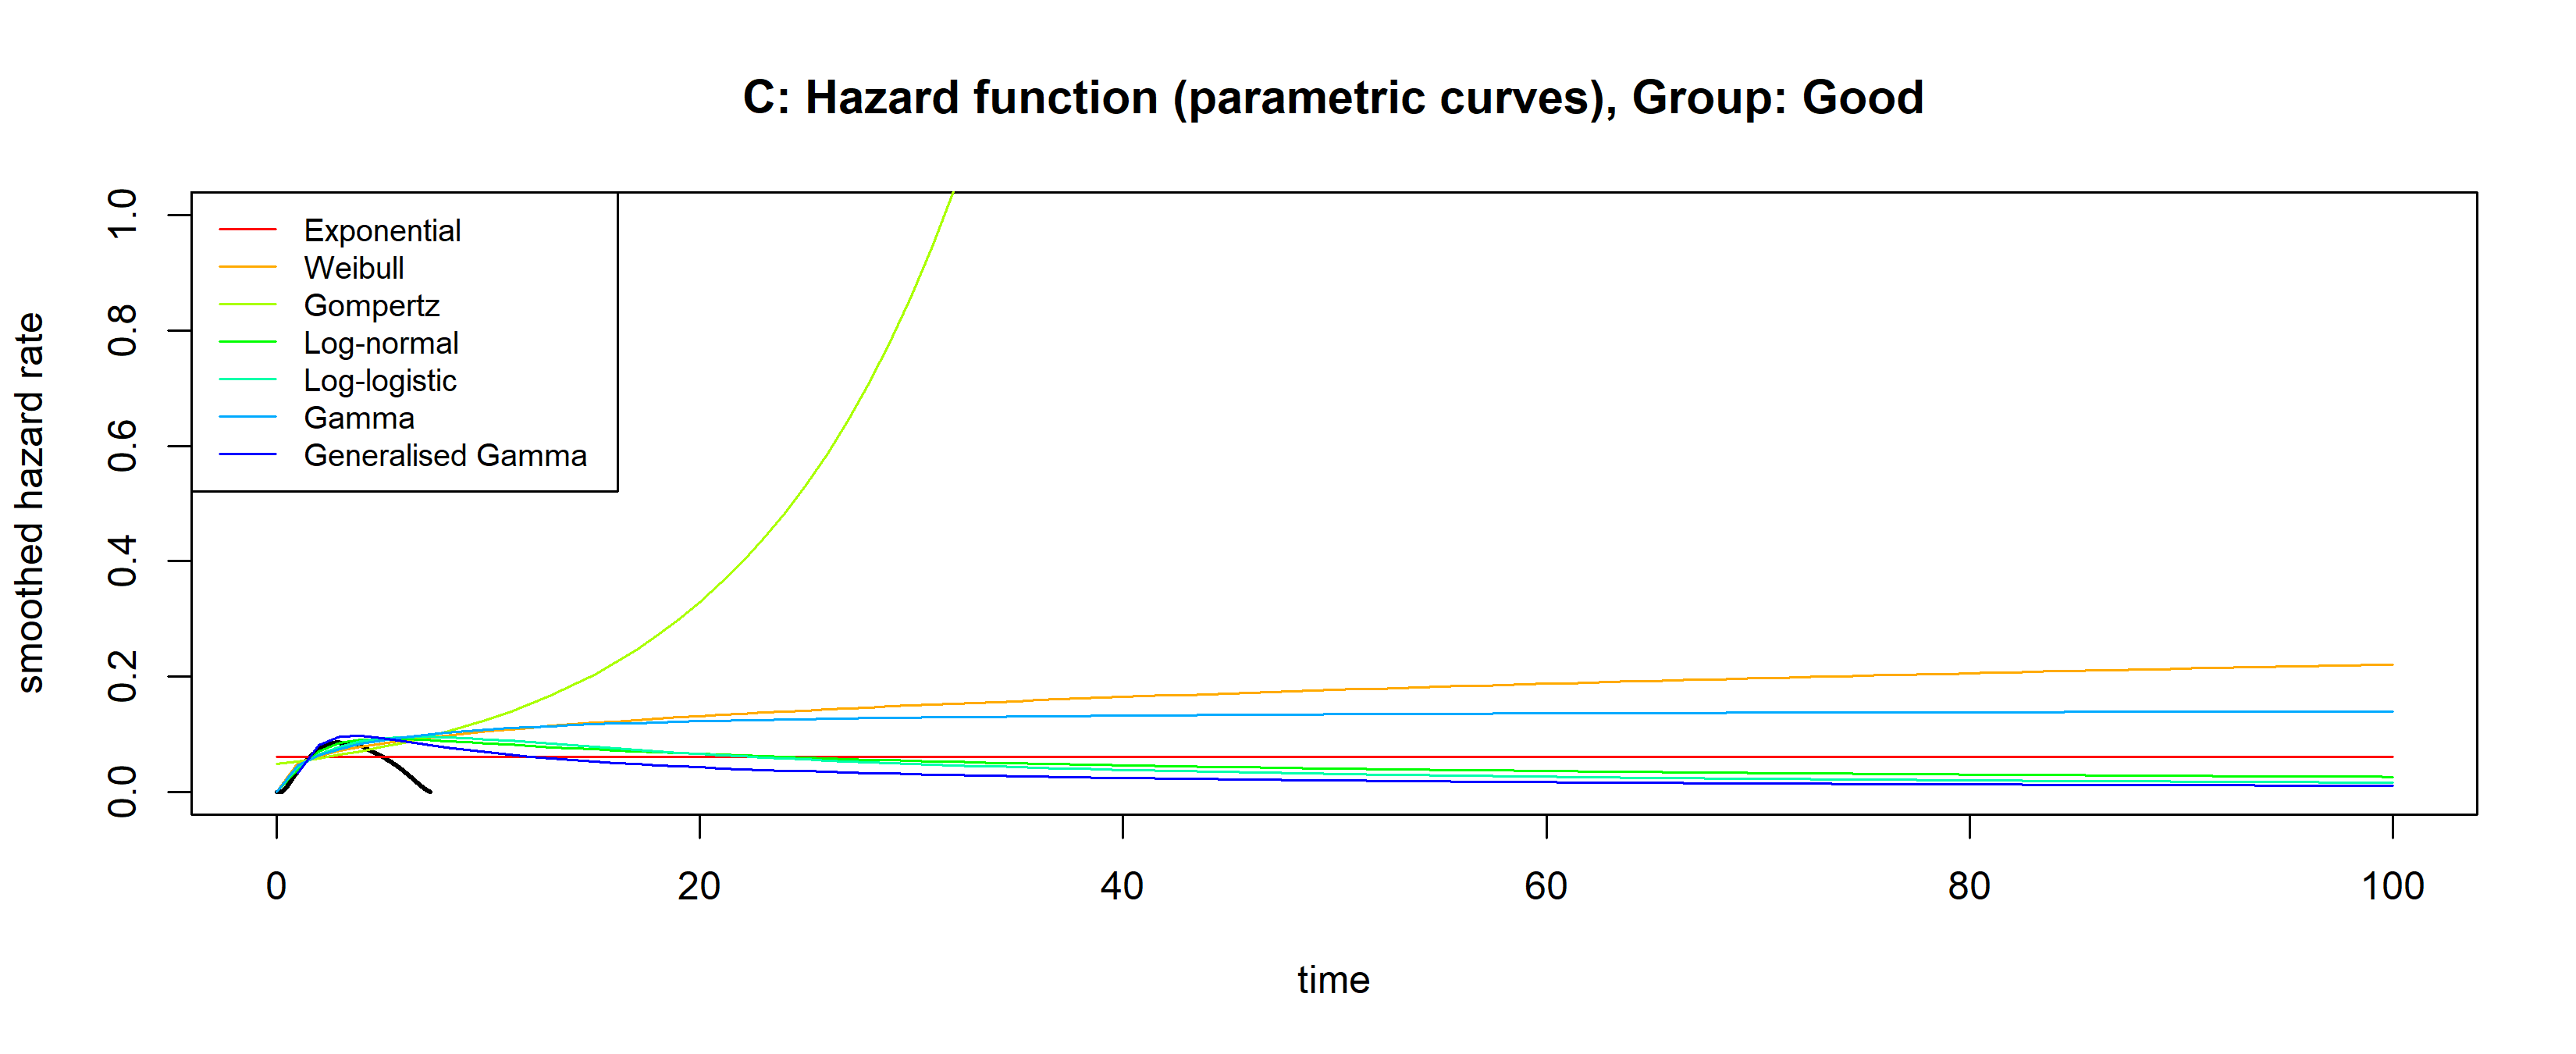 C: Hazard function (parametric curves), Group: Good
smoothed hazard rate
1.0
0.8
0.6
0.4
0.2
0.0
Exponential
Weibull
Gompertz
Log-normal
Log-logistic
Gamma
Generalised Gamma
0 20 40 60 80 100
time